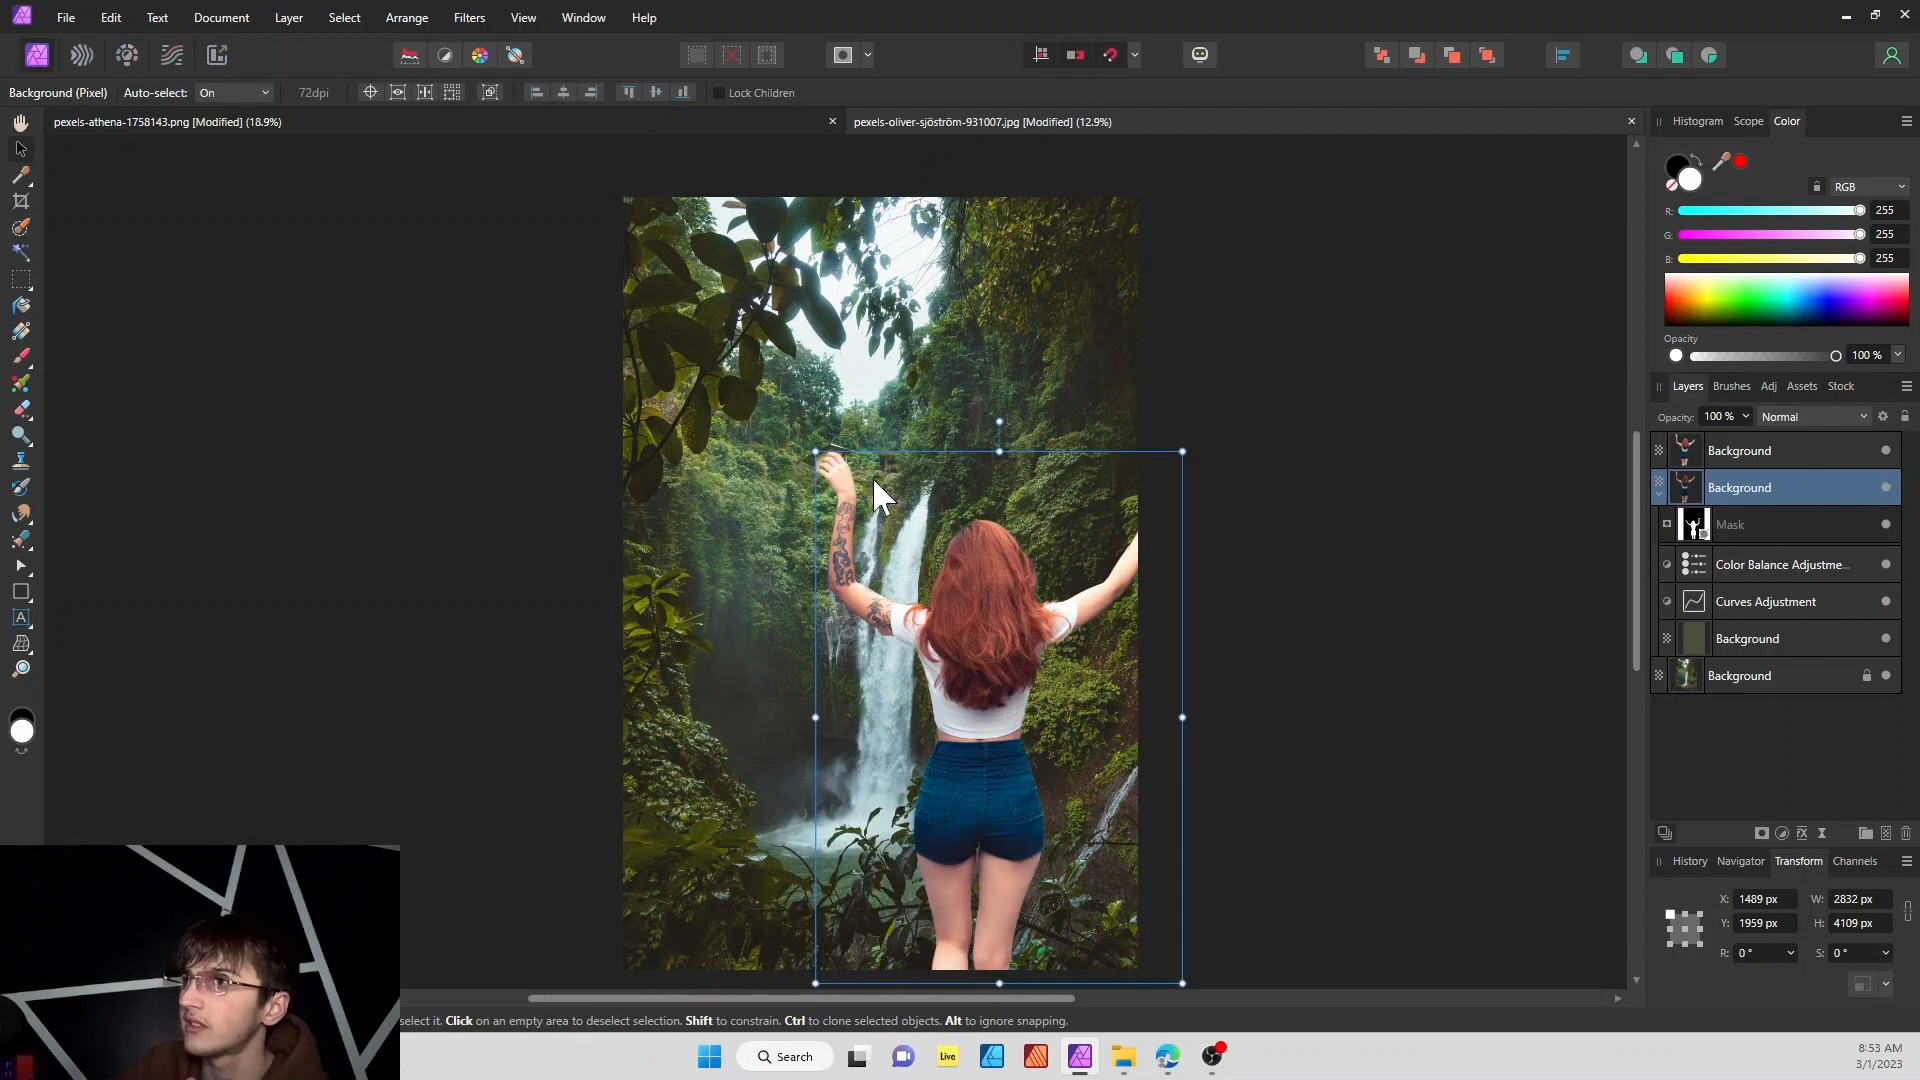 File Edit Text Document Layer Select Arrange Filters View Window Help
Background (Pixel) Auto-select: On 72dpi Lock Children
pexels-athena-1758143.png [Modified] (18.9%)
pexels-oliver-sjöström-931007.jpg [Modified] (12.9%)
Histogram Scope Color
RGB
R: 255
G: 255
B: 255
Opacity
100 %
Layers Brushes Adj Assets Stock
Opacity: 100 % Normal
Background
Background
Mask
Color Balance Adjustme...
Curves Adjustment
Background
Background
History Navigator Transform Channels
X: 1489 px W: 2832 px
Y: 1959 px H: 4109 px
R: 0 ° S: 0 °
select it. Click on an empty area to deselect selection. Shift to constrain. Ctrl to clone selected objects. Alt to ignore snapping.
Search
Live
8:53 AM
3/1/2023